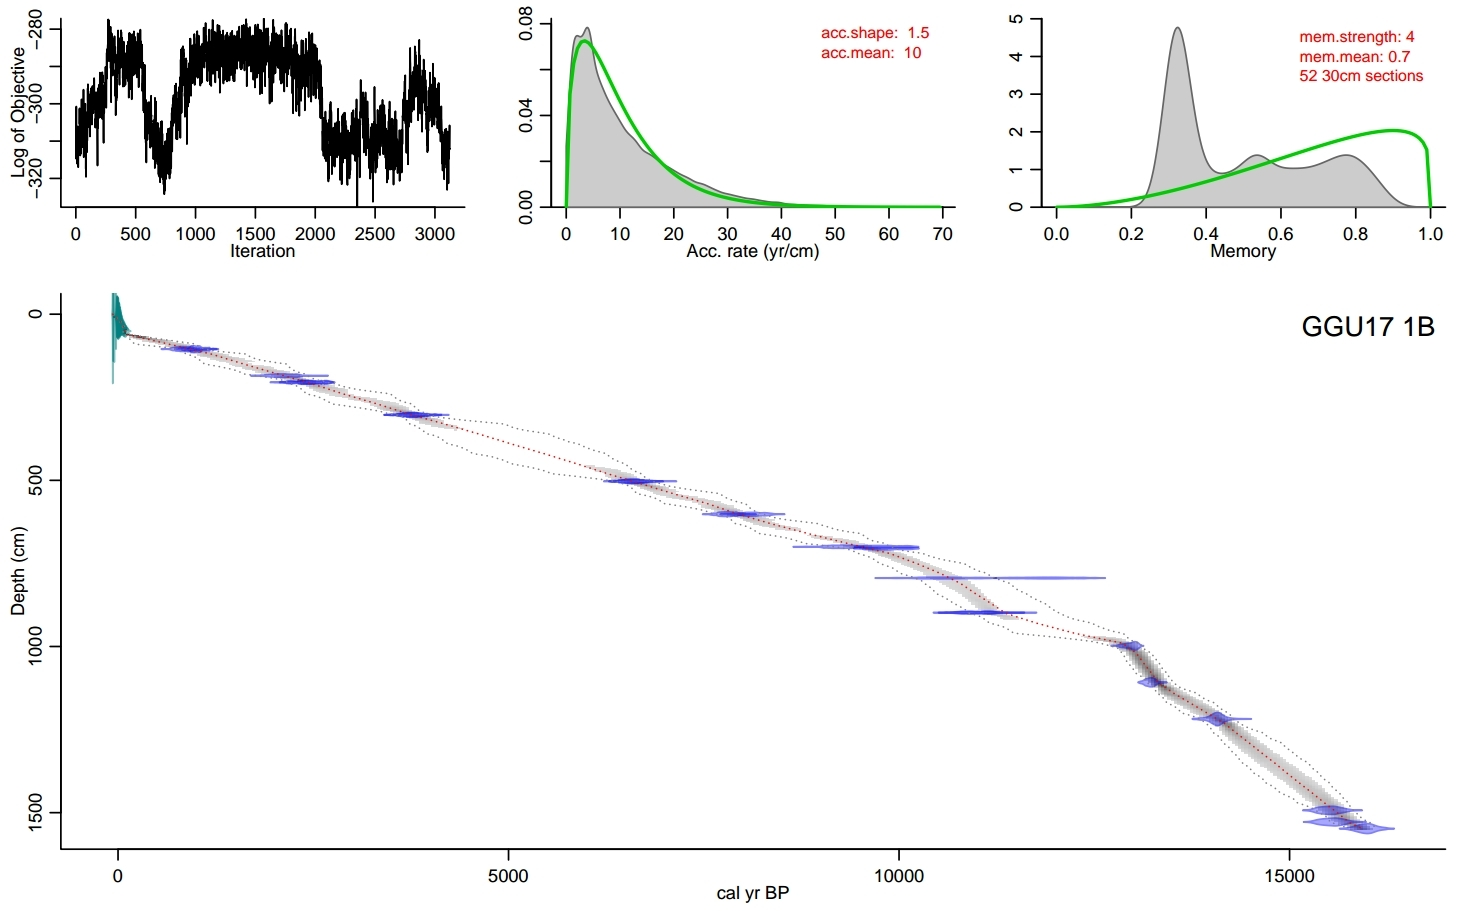 Log of Objective
-280
-300
-320
0 500 1000 1500 2000 2500 3000
Iteration
0.08
0.04
0.00
acc.shape: 1.5
acc.mean: 10
0 10 20 30 40 50 60 70
Acc. rate (yr/cm)
5
4
3
2
1
0
mem.strength: 4
mem.mean: 0.7
52 30cm sections
0.0 0.2 0.4 0.6 0.8 1.0
Memory
GGU17 1B
Depth (cm)
0
500
1000
1500
0 5000 10000 15000
cal yr BP